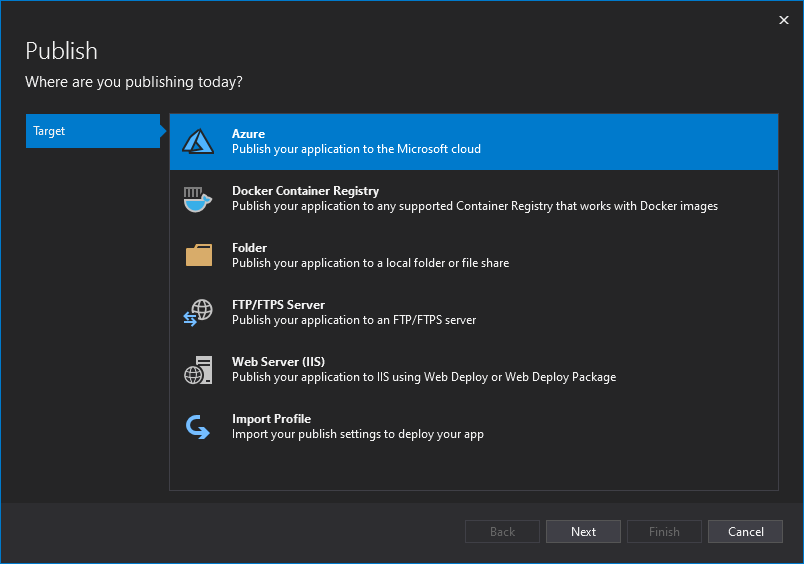 Publish
Where are you publishing today?
Target
Azure
Publish your application to the Microsoft cloud
Docker Container Registry
Publish your application to any supported Container Registry that works with Docker images
Folder
Publish your application to a local folder or file share
FTP/FTPS Server
Publish your application to an FTP/FTPS server
Web Server (IIS)
Publish your application to IIS using Web Deploy or Web Deploy Package
Import Profile
Import your publish settings to deploy your app
Back
Next
Finish
Cancel